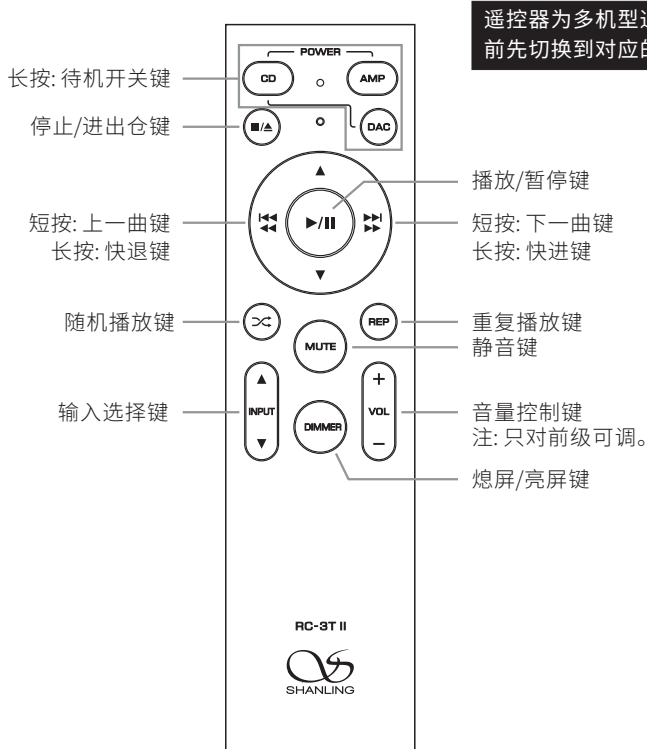 遥控器为多机型
前先切换到对应的
POWER
CD
AMP
DAC
长按: 待机开关键
停止/进出仓键
■/▲
播放/暂停键
►/II
短按: 上一曲键
长按: 快退键
短按: 下一曲键
长按: 快进键
随机播放键
REP
重复播放键
MUTE
静音键
输入选择键
INPUT
+
VOL
−
音量控制键
注: 只对前级可调。
DIMMER
熄屏/亮屏键
RC-3T II
SHANLING